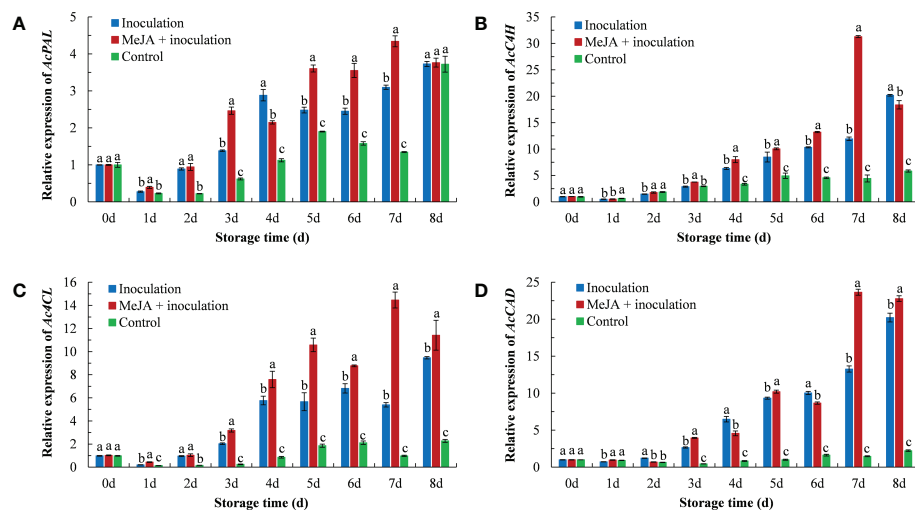 A
Relative expression of AcPAL
5
4
3
2
1
0
Inoculation
MeJA + inoculation
Control
a a a
b a b
a a b
b a c
a b c
b a c
b a c
b a c
a a a
0d 1d 2d 3d 4d 5d 6d 7d 8d
Storage time (d)
B
Relative expression of AcC4H
35
30
25
20
15
10
5
0
Inoculation
MeJA + inoculation
Control
a a a
b b a
b a a
b a b
b a c
b a c
b a c
b a c
a b c
0d 1d 2d 3d 4d 5d 6d 7d 8d
Storage time (d)
C
Relative expression of Ac4CL
16
14
12
10
8
6
4
2
0
Inoculation
MeJA + inoculation
Control
a a a
b a
a a b
b a c
b a c
b a c
b a c
b a c
b a c
0d 1d 2d 3d 4d 5d 6d 7d 8d
Storage time (d)
D
Relative expression of AcCAD
25
20
15
10
5
0
Inoculation
MeJA + inoculation
Control
a a a
b a a
a b b
b a c
a b c
b a c
a b c
b a c
b a c
0d 1d 2d 3d 4d 5d 6d 7d 8d
Storage time (d)